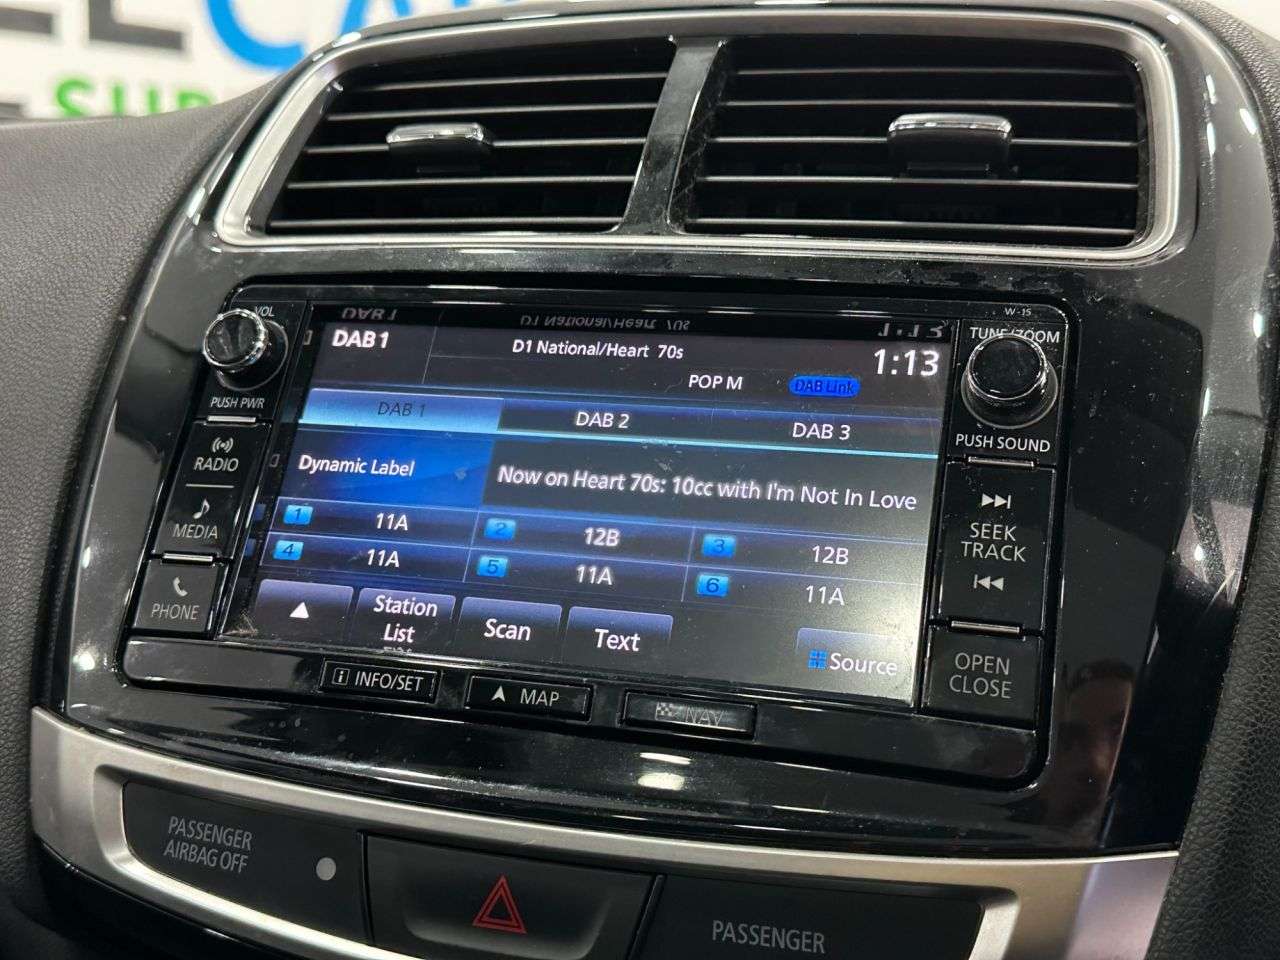 VOL
PUSH PWR
RADIO
MEDIA
PHONE
W-15
TUNE/ZOOM
PUSH SOUND
SEEK
TRACK
OPEN
CLOSE
DAB1
D1 National/Heart 70s
1:13
POP M
DAB Link
DAB 1
DAB 2
DAB 3
Dynamic Label
Now on Heart 70s: 10cc with I'm Not In Love
1 11A
2 12B
3 12B
4 11A
5 11A
6 11A
Station
List
Scan
Text
Source
INFO/SET
MAP
NAV
PASSENGER
AIRBAG OFF
PASSENGER